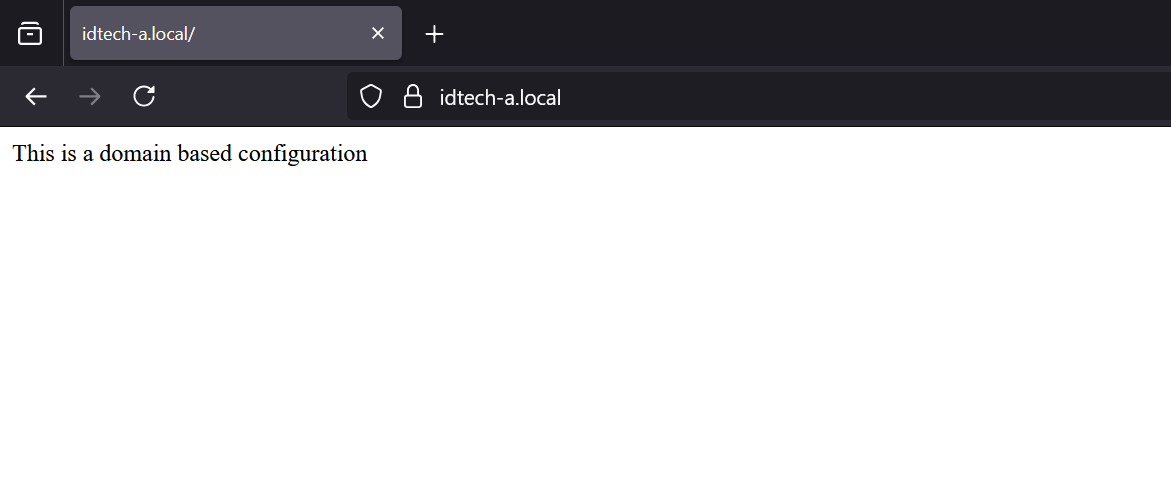 idtech-a.local/
idtech-a.local
This is a domain based configuration